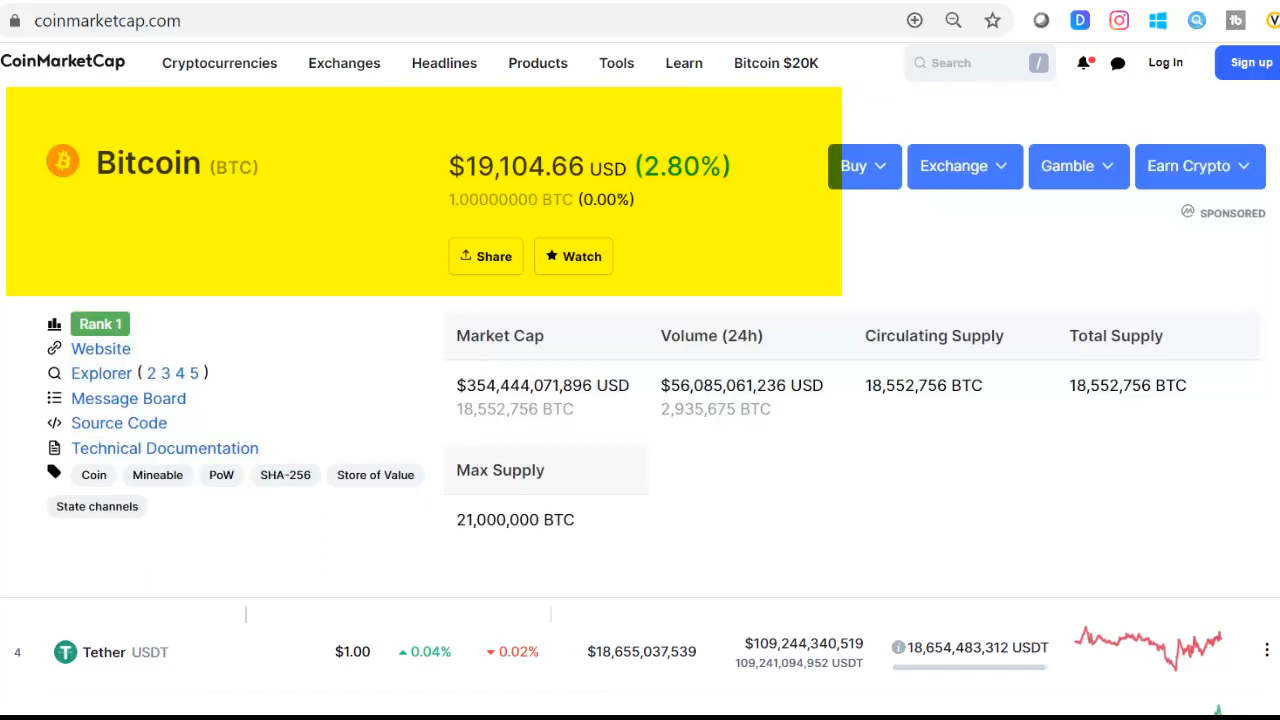 coinmarketcap.com
CoinMarketCap Cryptocurrencies Exchanges Headlines Products Tools Learn Bitcoin $20K Search / Log In Sign up
Bitcoin (BTC) $19,104.66 USD (2.80%)
1.00000000 BTC (0.00%)
Buy Exchange Gamble Earn Crypto
SPONSORED
Share Watch
Rank 1
Website
Explorer ( 2 3 4 5 )
Message Board
Source Code
Technical Documentation
Coin Mineable PoW SHA-256 Store of Value
State channels
Market Cap Volume (24h) Circulating Supply Total Supply
$354,444,071,896 USD $56,085,061,236 USD 18,552,756 BTC 18,552,756 BTC
18,552,756 BTC 2,935,675 BTC
Max Supply
21,000,000 BTC
4 Tether USDT $1.00 0.04% 0.02% $18,655,037,539 $109,244,340,519 18,654,483,312 USDT
109,241,094,952 USDT